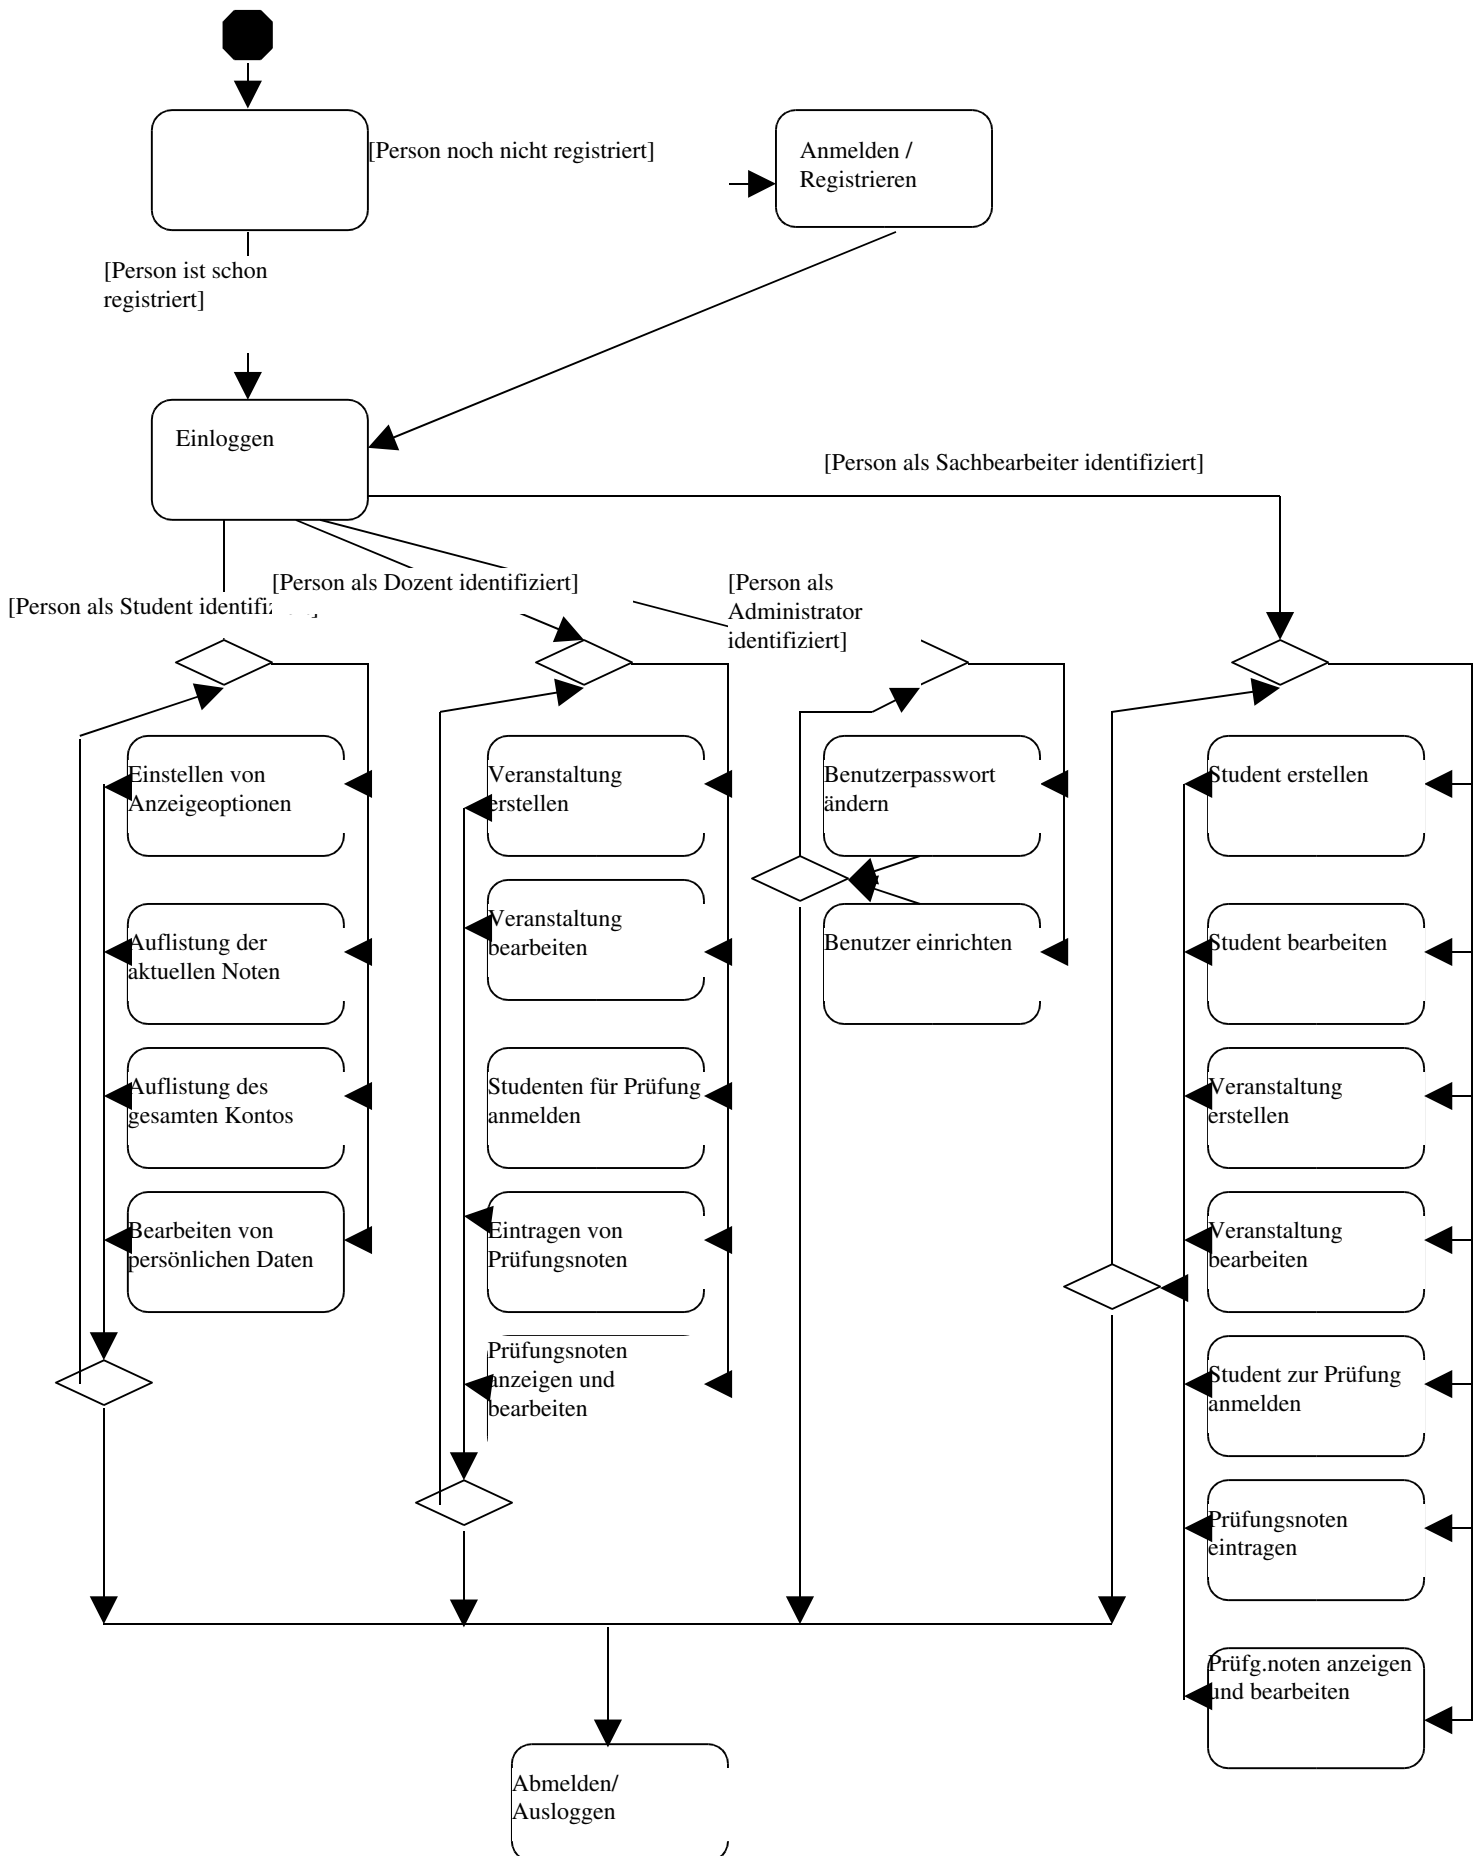 [Person noch nicht registriert]
Anmelden /
Registrieren
[Person ist schon
registriert]
Einloggen
[Person als Sachbearbeiter identifiziert]
[Person als Dozent identifiziert]
[Person als
Administrator
identifiziert]
[Person als Student
Einstellen von
Anzeigeoptionen
Auflistung der
aktuellen Noten
Auflistung des
gesamten Kontos
Bearbeiten von
persönlichen Daten
Veranstaltung
erstellen
Veranstaltung
bearbeiten
Studenten für Prüfung
anmelden
Eintragen von
Prüfungsnoten
Prüfungsnoten
anzeigen und
bearbeiten
Benutzerpasswort
ändern
Benutzer einrichten
Student erstellen
Student bearbeiten
Veranstaltung
erstellen
Veranstaltung
bearbeiten
Student zur Prüfung
anmelden
Prüfungsnoten
eintragen
Prüfg.noten anzeigen
und bearbeiten
Abmelden/
Ausloggen